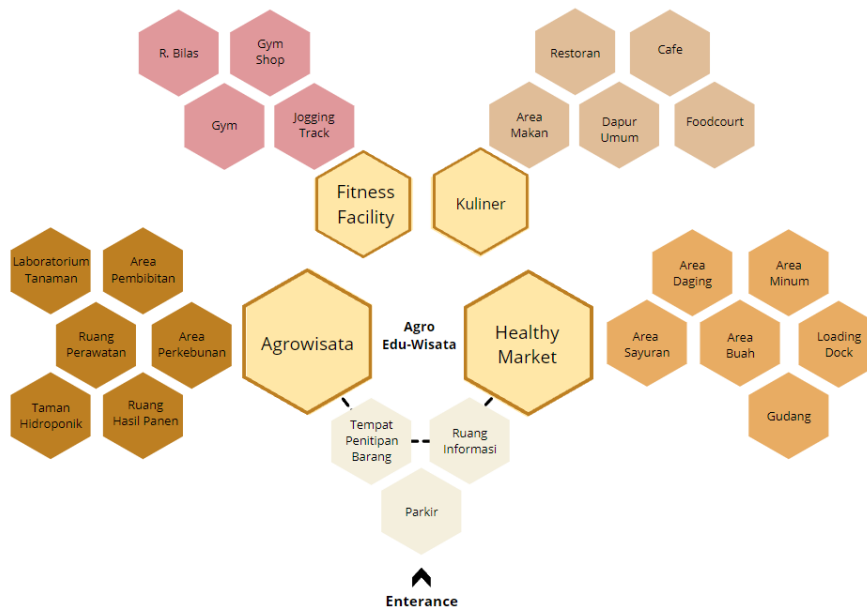 R. Bilas
Gym
Shop
Gym
Jogging
Track
Restoran
Cafe
Area
Makan
Dapur
Umum
Foodcourt
Fitness
Facility
Kuliner
Laboratorium
Tanaman
Area
Pembibitan
Ruang
Perawatan
Area
Perkebunan
Taman
Hidroponik
Ruang
Hasil Panen
Agrowisata
Agro
Edu-Wisata
Healthy
Market
Area
Daging
Area
Minum
Area
Sayuran
Area
Buah
Loading
Dock
Gudang
Tempat
Penitipan
Barang
Ruang
Informasi
Parkir
Enterance